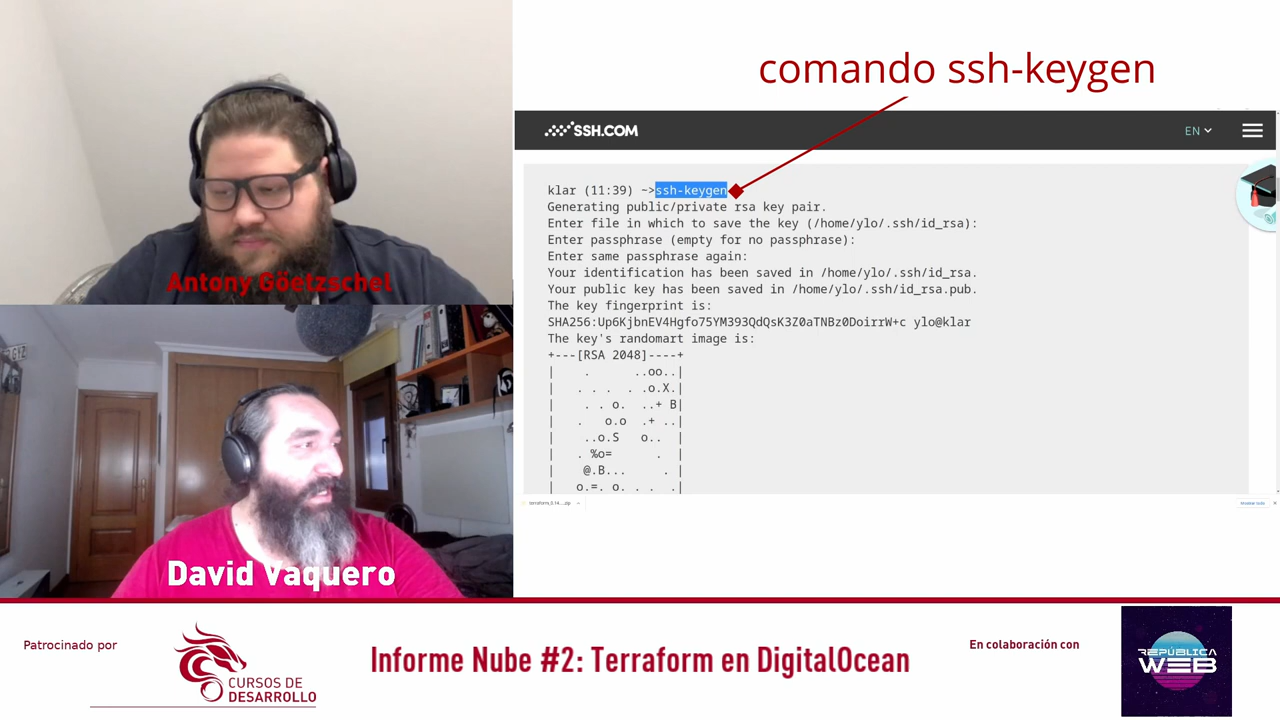 comando ssh-keygen
SSH.COM
EN
klar (11:39) ~>ssh-keygen
Generating public/private rsa key pair.
Enter file in which to save the key (/home/ylo/.ssh/id_rsa):
Enter passphrase (empty for no passphrase):
Enter same passphrase again:
Your identification has been saved in /home/ylo/.ssh/id_rsa.
Your public key has been saved in /home/ylo/.ssh/id_rsa.pub.
The key fingerprint is:
SHA256:Up6KjbnEV4Hgfo75YM393QdQsK3Z0aTNBz0DoirrW+c ylo@klar
The key's randomart image is:
+---[RSA 2048]----+
|    .      ..oo..|
|   . . .  . .o.X.|
|    . . o.  ..+ B|
|   .   o.o  .+ ..|
|    ..o.S   o..  |
|   . %o=      .  |
|    @.B...     . |
|   o.=. o. . .  .|
Antony Göetzschel
David Vaquero
Patrocinado por
CURSOS DE
DESARROLLO
Informe Nube #2: Terraform en DigitalOcean
En colaboración con
REPÚBLICA
WEB